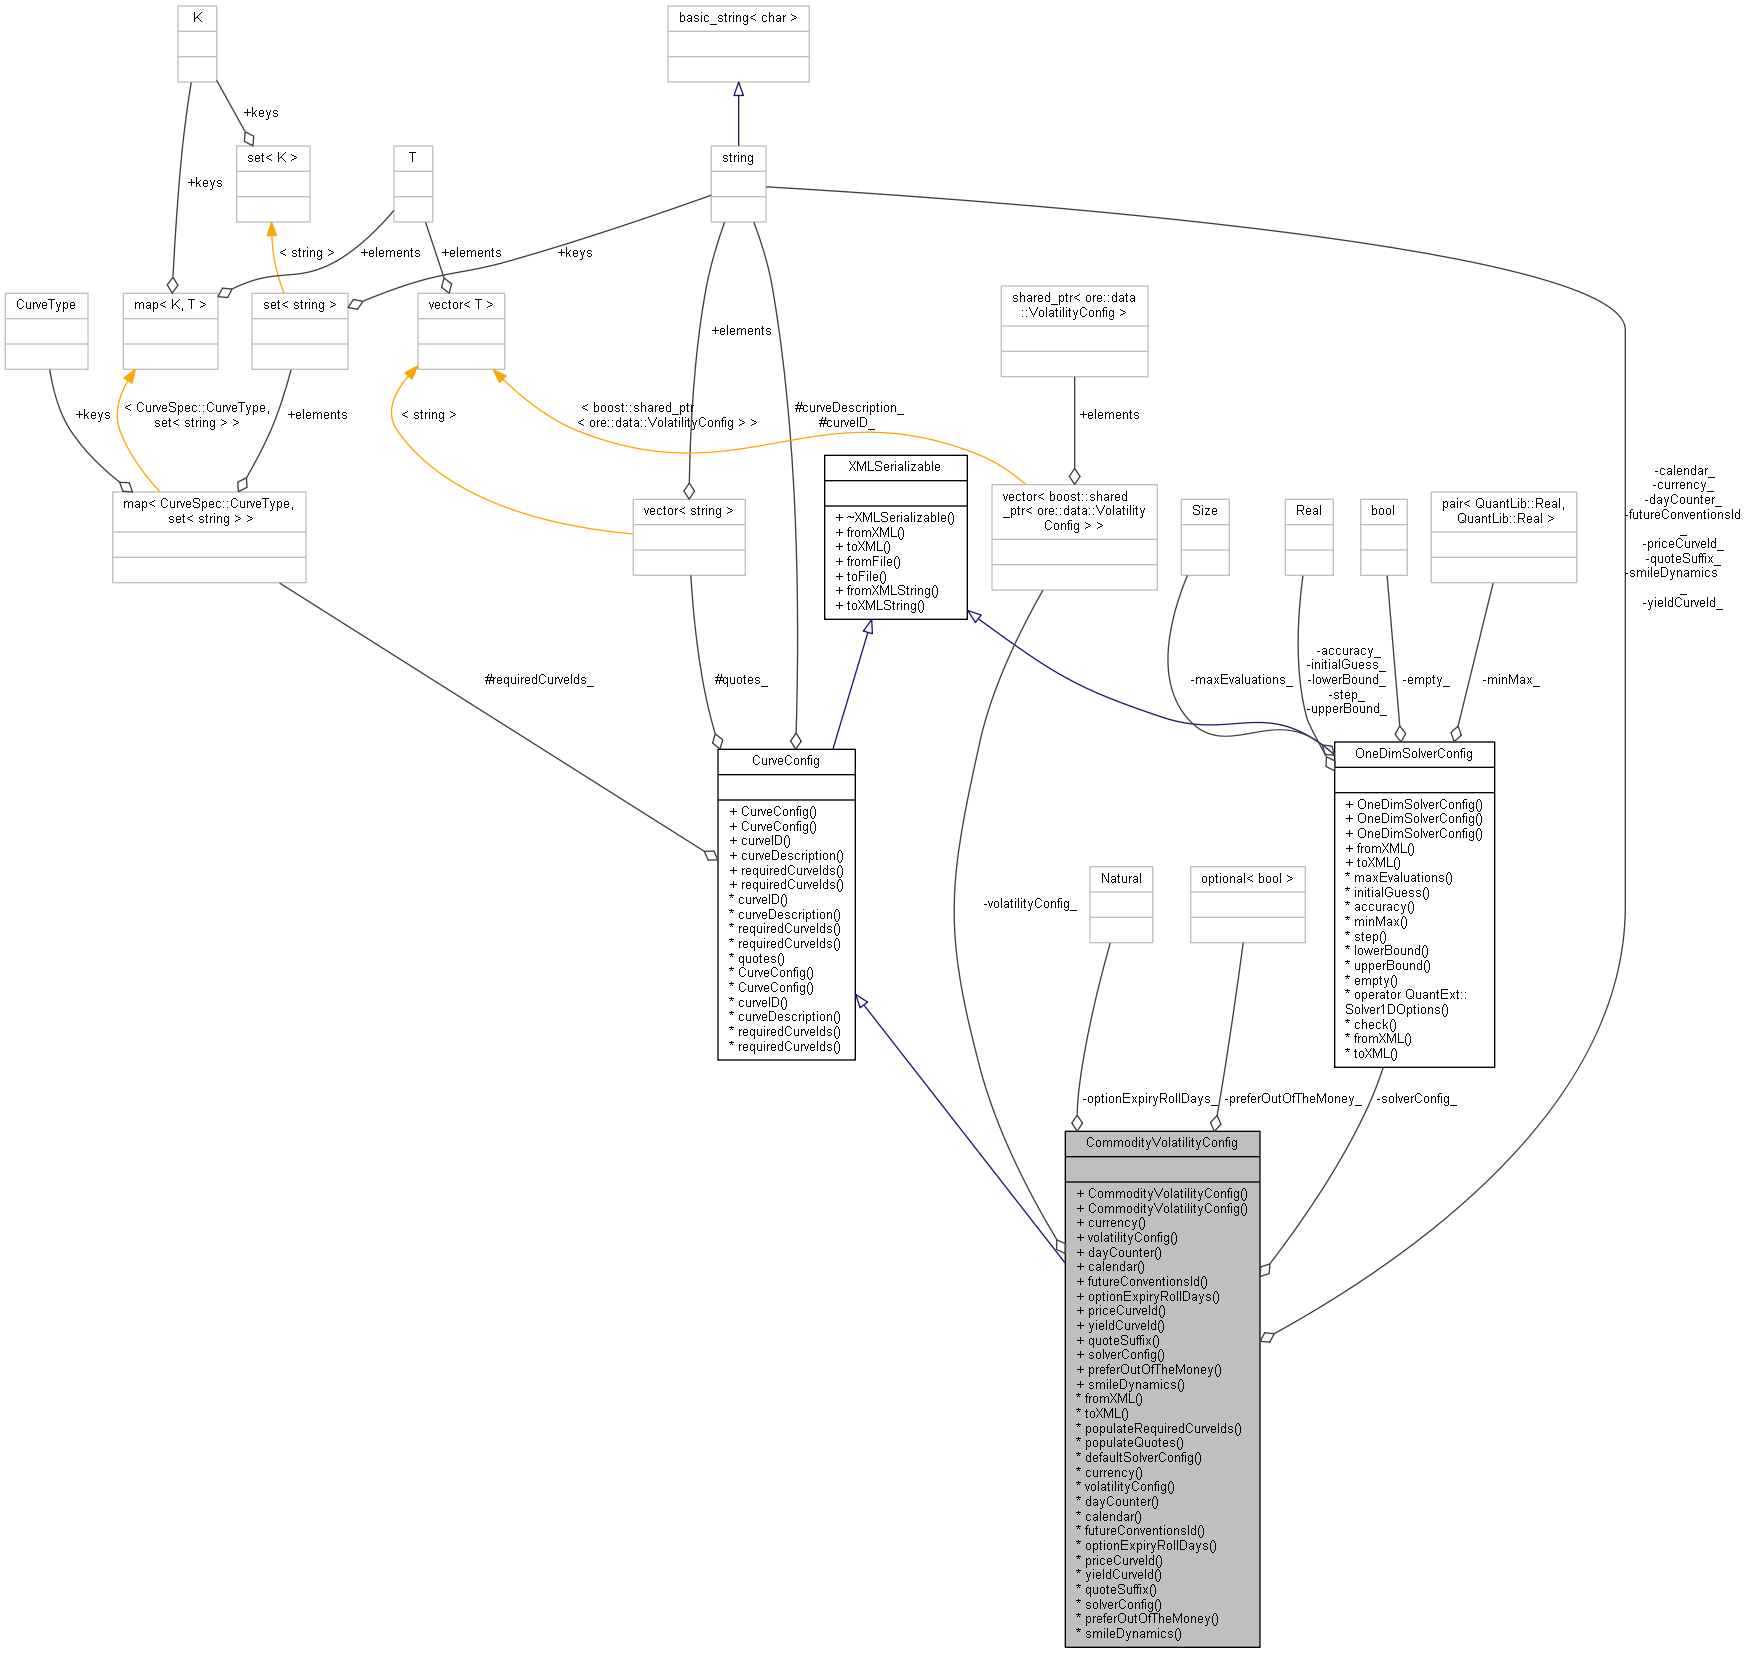 K
basic_string< char >
+keys
set< K >
T
string
+keys
< string >
+elements
+elements
+keys
CurveType
map< K, T >
set< string >
vector< T >
shared_ptr< ore::data
::VolatilityConfig >
+elements
+keys
< CurveSpec::CurveType,
set< string > >
+elements
< string >
< boost::shared_ptr
< ore::data::VolatilityConfig > >
#curveDescription_
#curveID_
+elements
map< CurveSpec::CurveType,
set< string > >
vector< string >
XMLSerializable
+ ~XMLSerializable()
+ fromXML()
+ toXML()
+ fromFile()
+ toFile()
+ fromXMLString()
+ toXMLString()
vector< boost::shared
_ptr< ore::data::Volatility
Config > >
Size
Real
bool
pair< QuantLib::Real,
QuantLib::Real >
-calendar_
-currency_
-dayCounter_
-futureConventionsId
_
-priceCurveId_
-quoteSuffix_
-smileDynamics
_
-yieldCurveId_
#requiredCurveIds_
#quotes_
-maxEvaluations_
-accuracy_
-initialGuess_
-lowerBound_
-step_
-upperBound_
-empty_
-minMax_
CurveConfig
+ CurveConfig()
+ CurveConfig()
+ curveID()
+ curveDescription()
+ requiredCurveIds()
+ requiredCurveIds()
* curveID()
* curveDescription()
* requiredCurveIds()
* requiredCurveIds()
* quotes()
* CurveConfig()
* CurveConfig()
* curveID()
* curveDescription()
* requiredCurveIds()
* requiredCurveIds()
OneDimSolverConfig
+ OneDimSolverConfig()
+ OneDimSolverConfig()
+ OneDimSolverConfig()
+ fromXML()
+ toXML()
* maxEvaluations()
* initialGuess()
* accuracy()
* minMax()
* step()
* lowerBound()
* upperBound()
* empty()
* operator QuantExt::
Solver1DOptions()
* check()
* fromXML()
* toXML()
Natural
optional< bool >
-volatilityConfig_
-optionExpiryRollDays_
-preferOutOfTheMoney_
-solverConfig_
CommodityVolatilityConfig
+ CommodityVolatilityConfig()
+ CommodityVolatilityConfig()
+ currency()
+ volatilityConfig()
+ dayCounter()
+ calendar()
+ futureConventionsId()
+ optionExpiryRollDays()
+ priceCurveId()
+ yieldCurveId()
+ quoteSuffix()
+ solverConfig()
+ preferOutOfTheMoney()
+ smileDynamics()
* fromXML()
* toXML()
* populateRequiredCurveIds()
* populateQuotes()
* defaultSolverConfig()
* currency()
* volatilityConfig()
* dayCounter()
* calendar()
* futureConventionsId()
* optionExpiryRollDays()
* priceCurveId()
* yieldCurveId()
* quoteSuffix()
* solverConfig()
* preferOutOfTheMoney()
* smileDynamics()